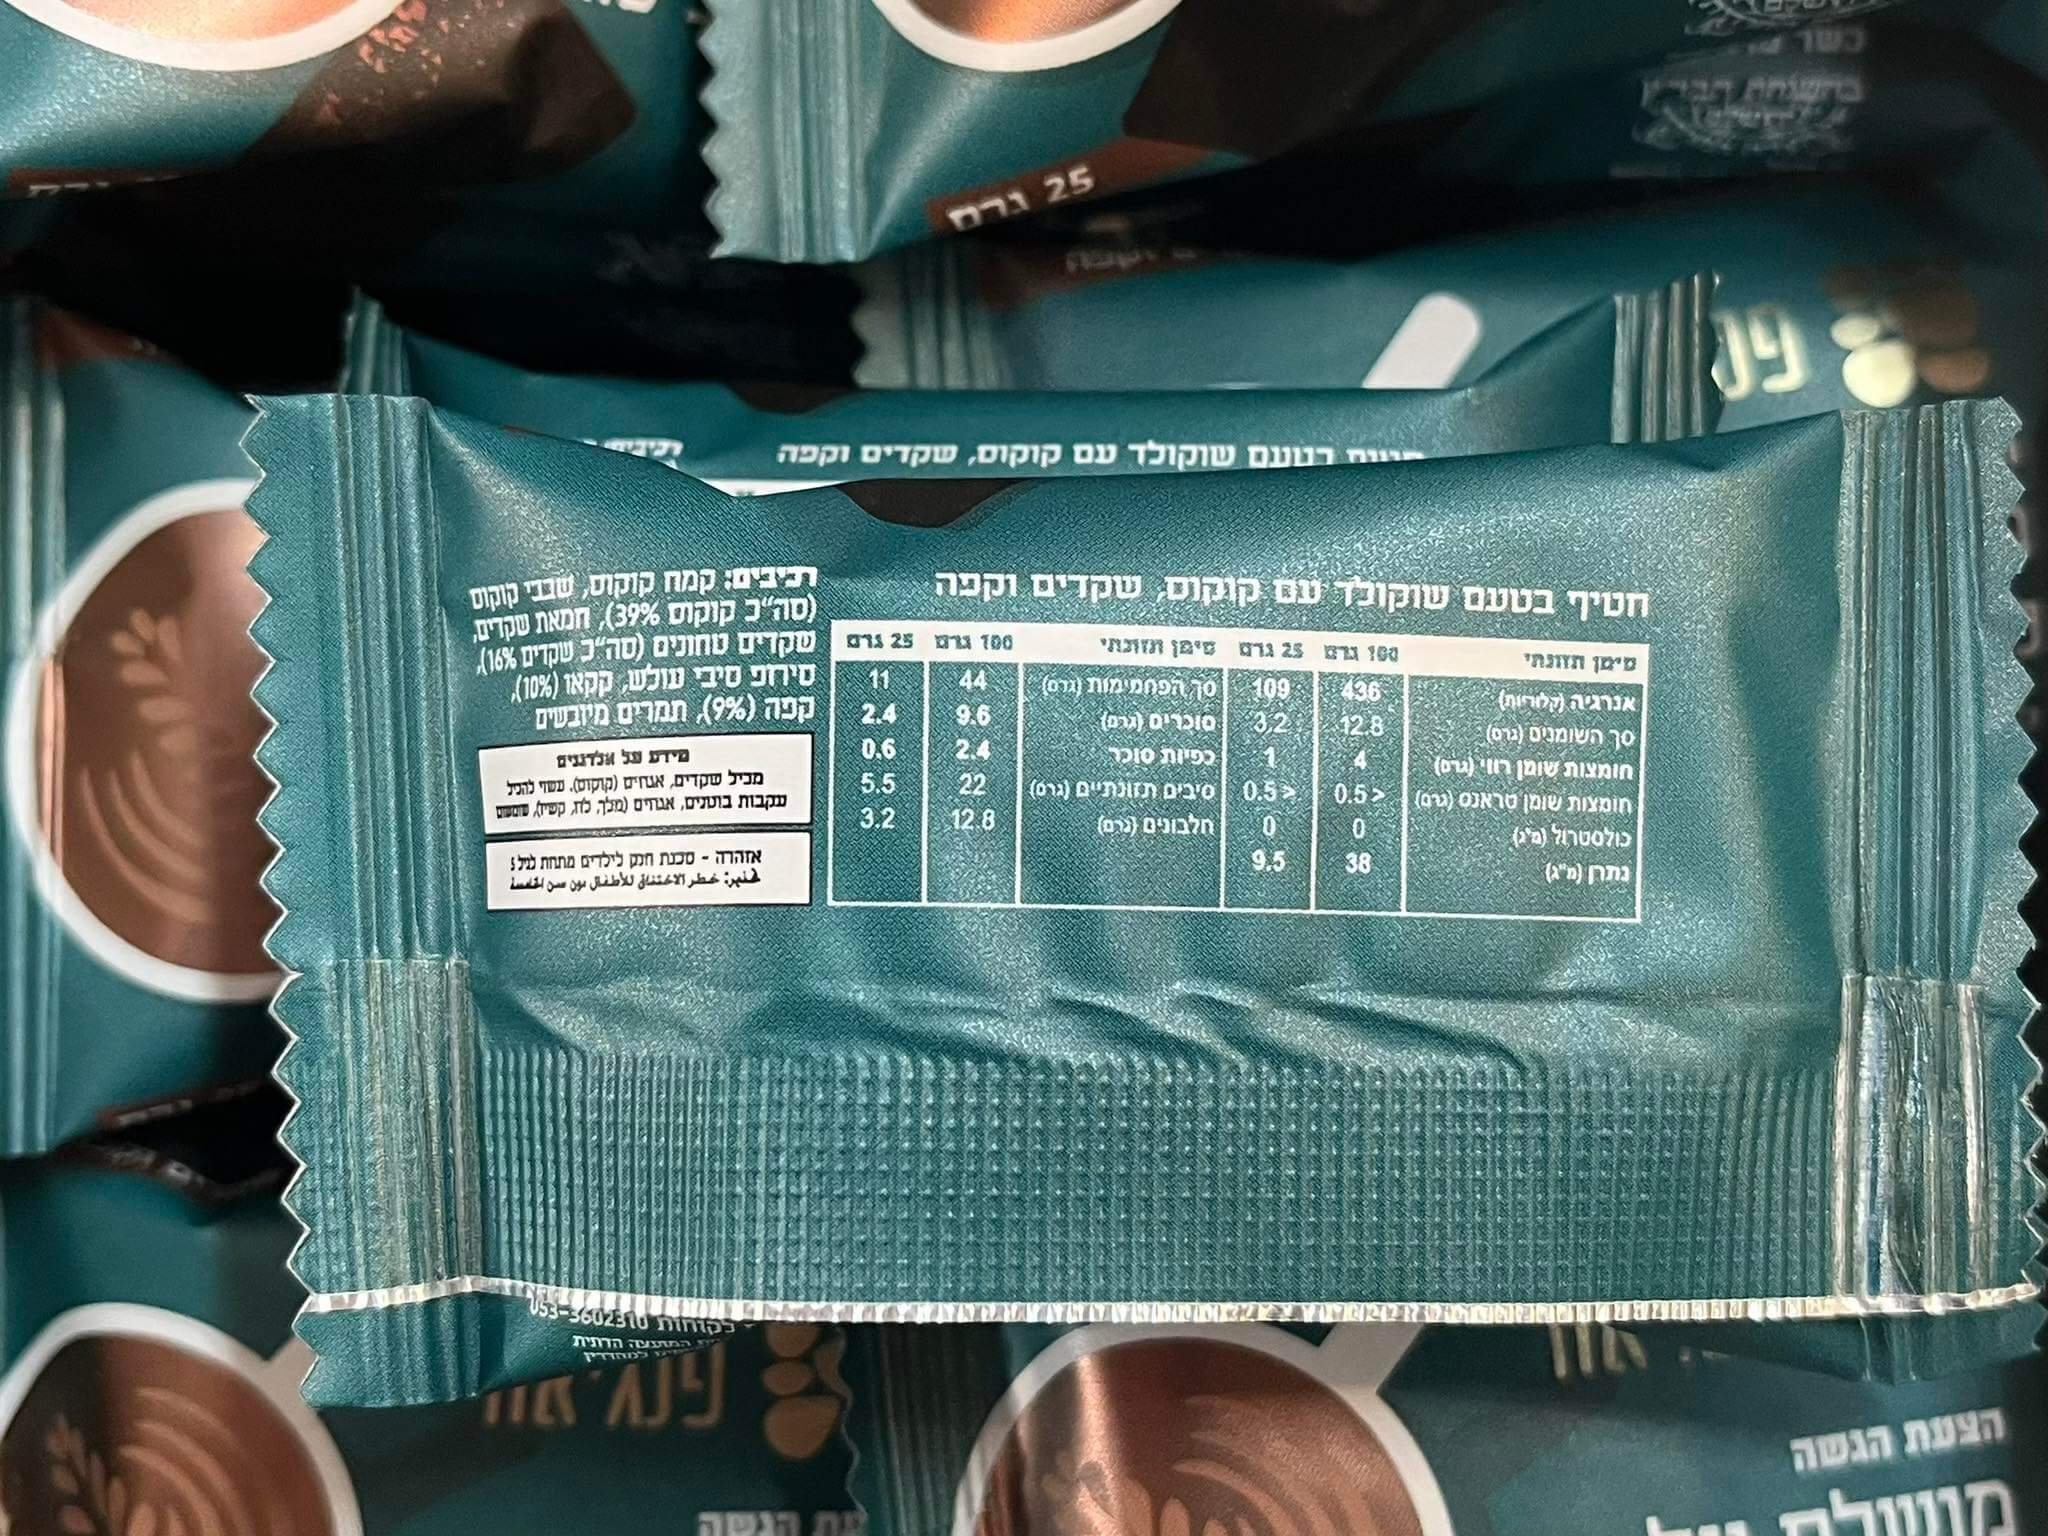 25 גרם
פנ
חטיף בטעם שוקולד עם קוקוס, שקדים וקפה
חטיף בטעם שוקולד עם קוקוס, שקדים וקפה
סימון תזונתי 100 גרם 25 גרם סימון תזונתי 100 גרם 25 גרם
אנרגיה (קלוריות) 436 109 סך הפחמימות (גרם) 44 11
סך השומנים (גרם) 12.8 3.2 סוכרים (גרם) 9.6 2.4
חומצות שומן רווי (גרם) 4 1 כפיות סוכר 2.4 0.6
חומצות שומן טראנס (גרם) <0.5 <0.5 סיבים תזונתיים (גרם) 22 5.5
כולסטרול (מ"ג) 0 0 חלבונים (גרם) 12.8 3.2
נתרן (מ"ג) 38 9.5
רכיבים: קמח קוקוס, שבבי קוקוס
(סה"כ קוקוס 39%), חמאת שקדים,
שקדים טחונים (סה"כ שקדים 16%),
סירופ סיבי עולש, קקאו (10%),
קפה (9%), תמרים מיובשים
מידע על אלרגנים
מכיל שקדים, אגוזים (קוקוס). עשוי להכיל
עקבות בוטנים, אגוזים (מלך, לוז, קשיו), שומשום
אזהרה - סכנת חנק לילדים מתחת לגיל 5
تحذير: خطر الاختناق للأطفال دون سن الخامسة
לקוחות 053-3602310
המועצה הדתית
פנג'אוו
הצעת הגשה
הגשה